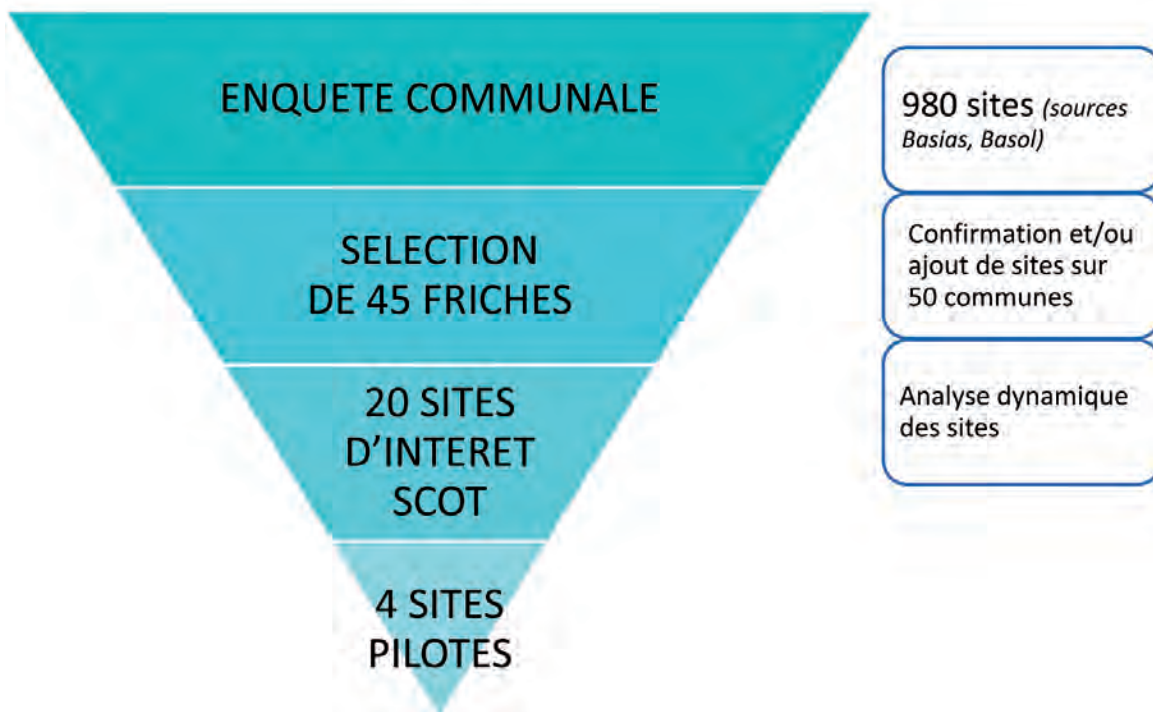 ENQUETE COMMUNALE
980 sites (sources
Basias, Basol)
SELECTION
DE 45 FRICHES
Confirmation et/ou
ajout de sites sur
50 communes
20 SITES
D’INTERET
SCOT
Analyse dynamique
des sites
4 SITES
PILOTES